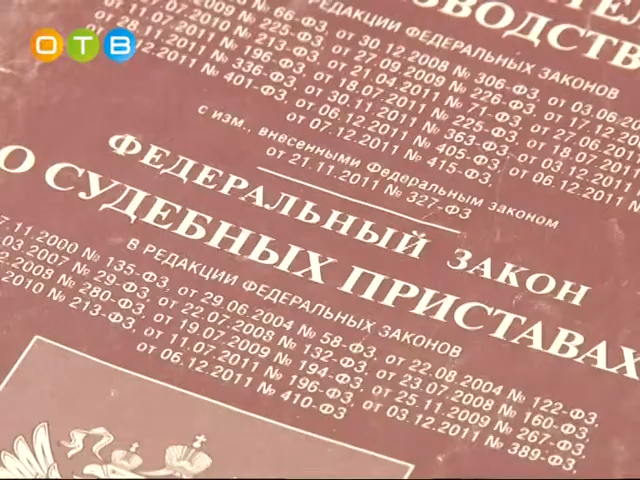 ОТВ
ЗВОДСТВ
РЕДАКЦИИ ФЕДЕРАЛЬНЫХ ЗАКОНОВ
№ 66-ФЗ, от 30.12.2008 № 306-ФЗ, от 03.06.20
2009 № 225-ФЗ, от 27.09.2009 № 226-ФЗ, от 17.12.200
07.2010 № 213-ФЗ, от 21.04.2011 № 71-ФЗ, от 27.06.201
11.07.2011 № 196-ФЗ, от 18.07.2011 № 225-ФЗ, от 18.07.2011
28.11.2011 № 336-ФЗ, от 30.11.2011 № 363-ФЗ, от 03.12.2011
12.2011 № 401-ФЗ, от 06.12.2011 № 405-ФЗ, от 06.12.2011 №
от 07.12.2011 № 415-ФЗ,
с изм., внесенными Федеральным законом
от 21.11.2011 № 327-ФЗ
ФЕДЕРАЛЬНЫЙ ЗАКОН
О СУДЕБНЫХ ПРИСТАВАХ
В РЕДАКЦИИ ФЕДЕРАЛЬНЫХ ЗАКОНОВ
7.11.2000 № 135-ФЗ, от 29.06.2004 № 58-ФЗ, от 22.08.2004 № 122-ФЗ,
.03.2007 № 29-ФЗ, от 22.07.2008 № 132-ФЗ, от 23.07.2008 № 160-ФЗ,
2.2008 № 280-ФЗ, от 19.07.2009 № 194-ФЗ, от 25.11.2009 № 267-ФЗ,
2010 № 213-ФЗ, от 11.07.2011 № 196-ФЗ, от 03.12.2011 № 389-ФЗ,
от 06.12.2011 № 410-ФЗ